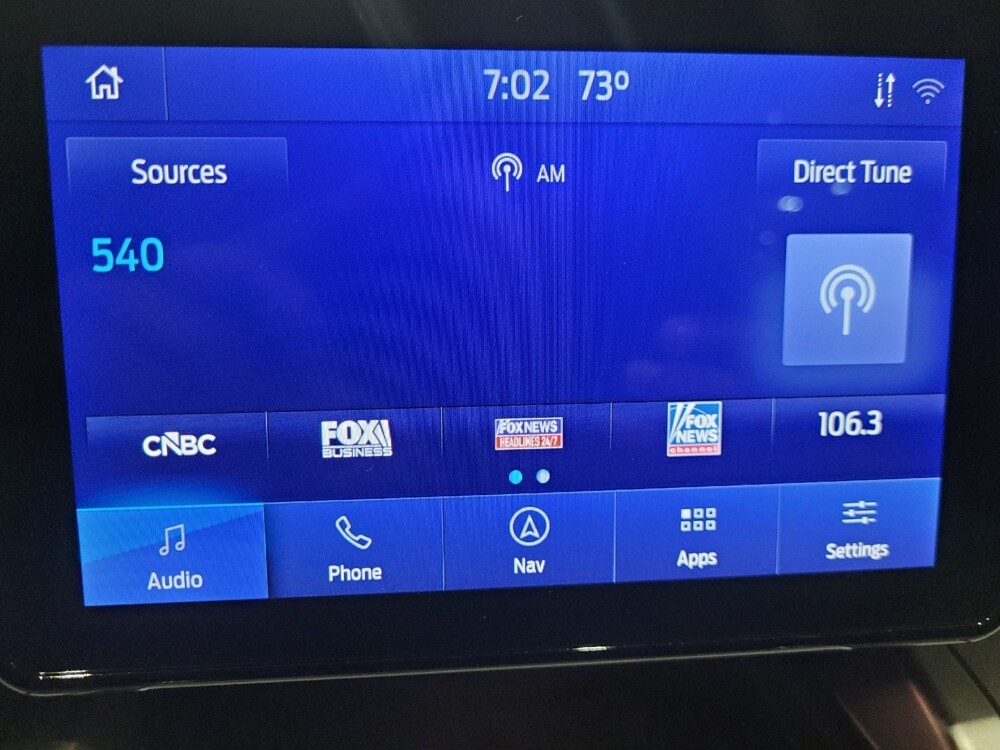 7:02 73°
Sources AM Direct Tune
540
CNBC
FOX
BUSINESS
FOX NEWS
HEADLINES 24/7
FOX
NEWS
channel
106.3
Audio Phone Nav Apps Settings